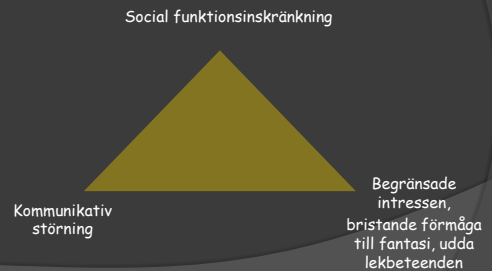 Social funktionsinskränkning
Kommunikativ
störning
Begränsade
intressen,
bristande förmåga
till fantasi, udda
lekbeteenden